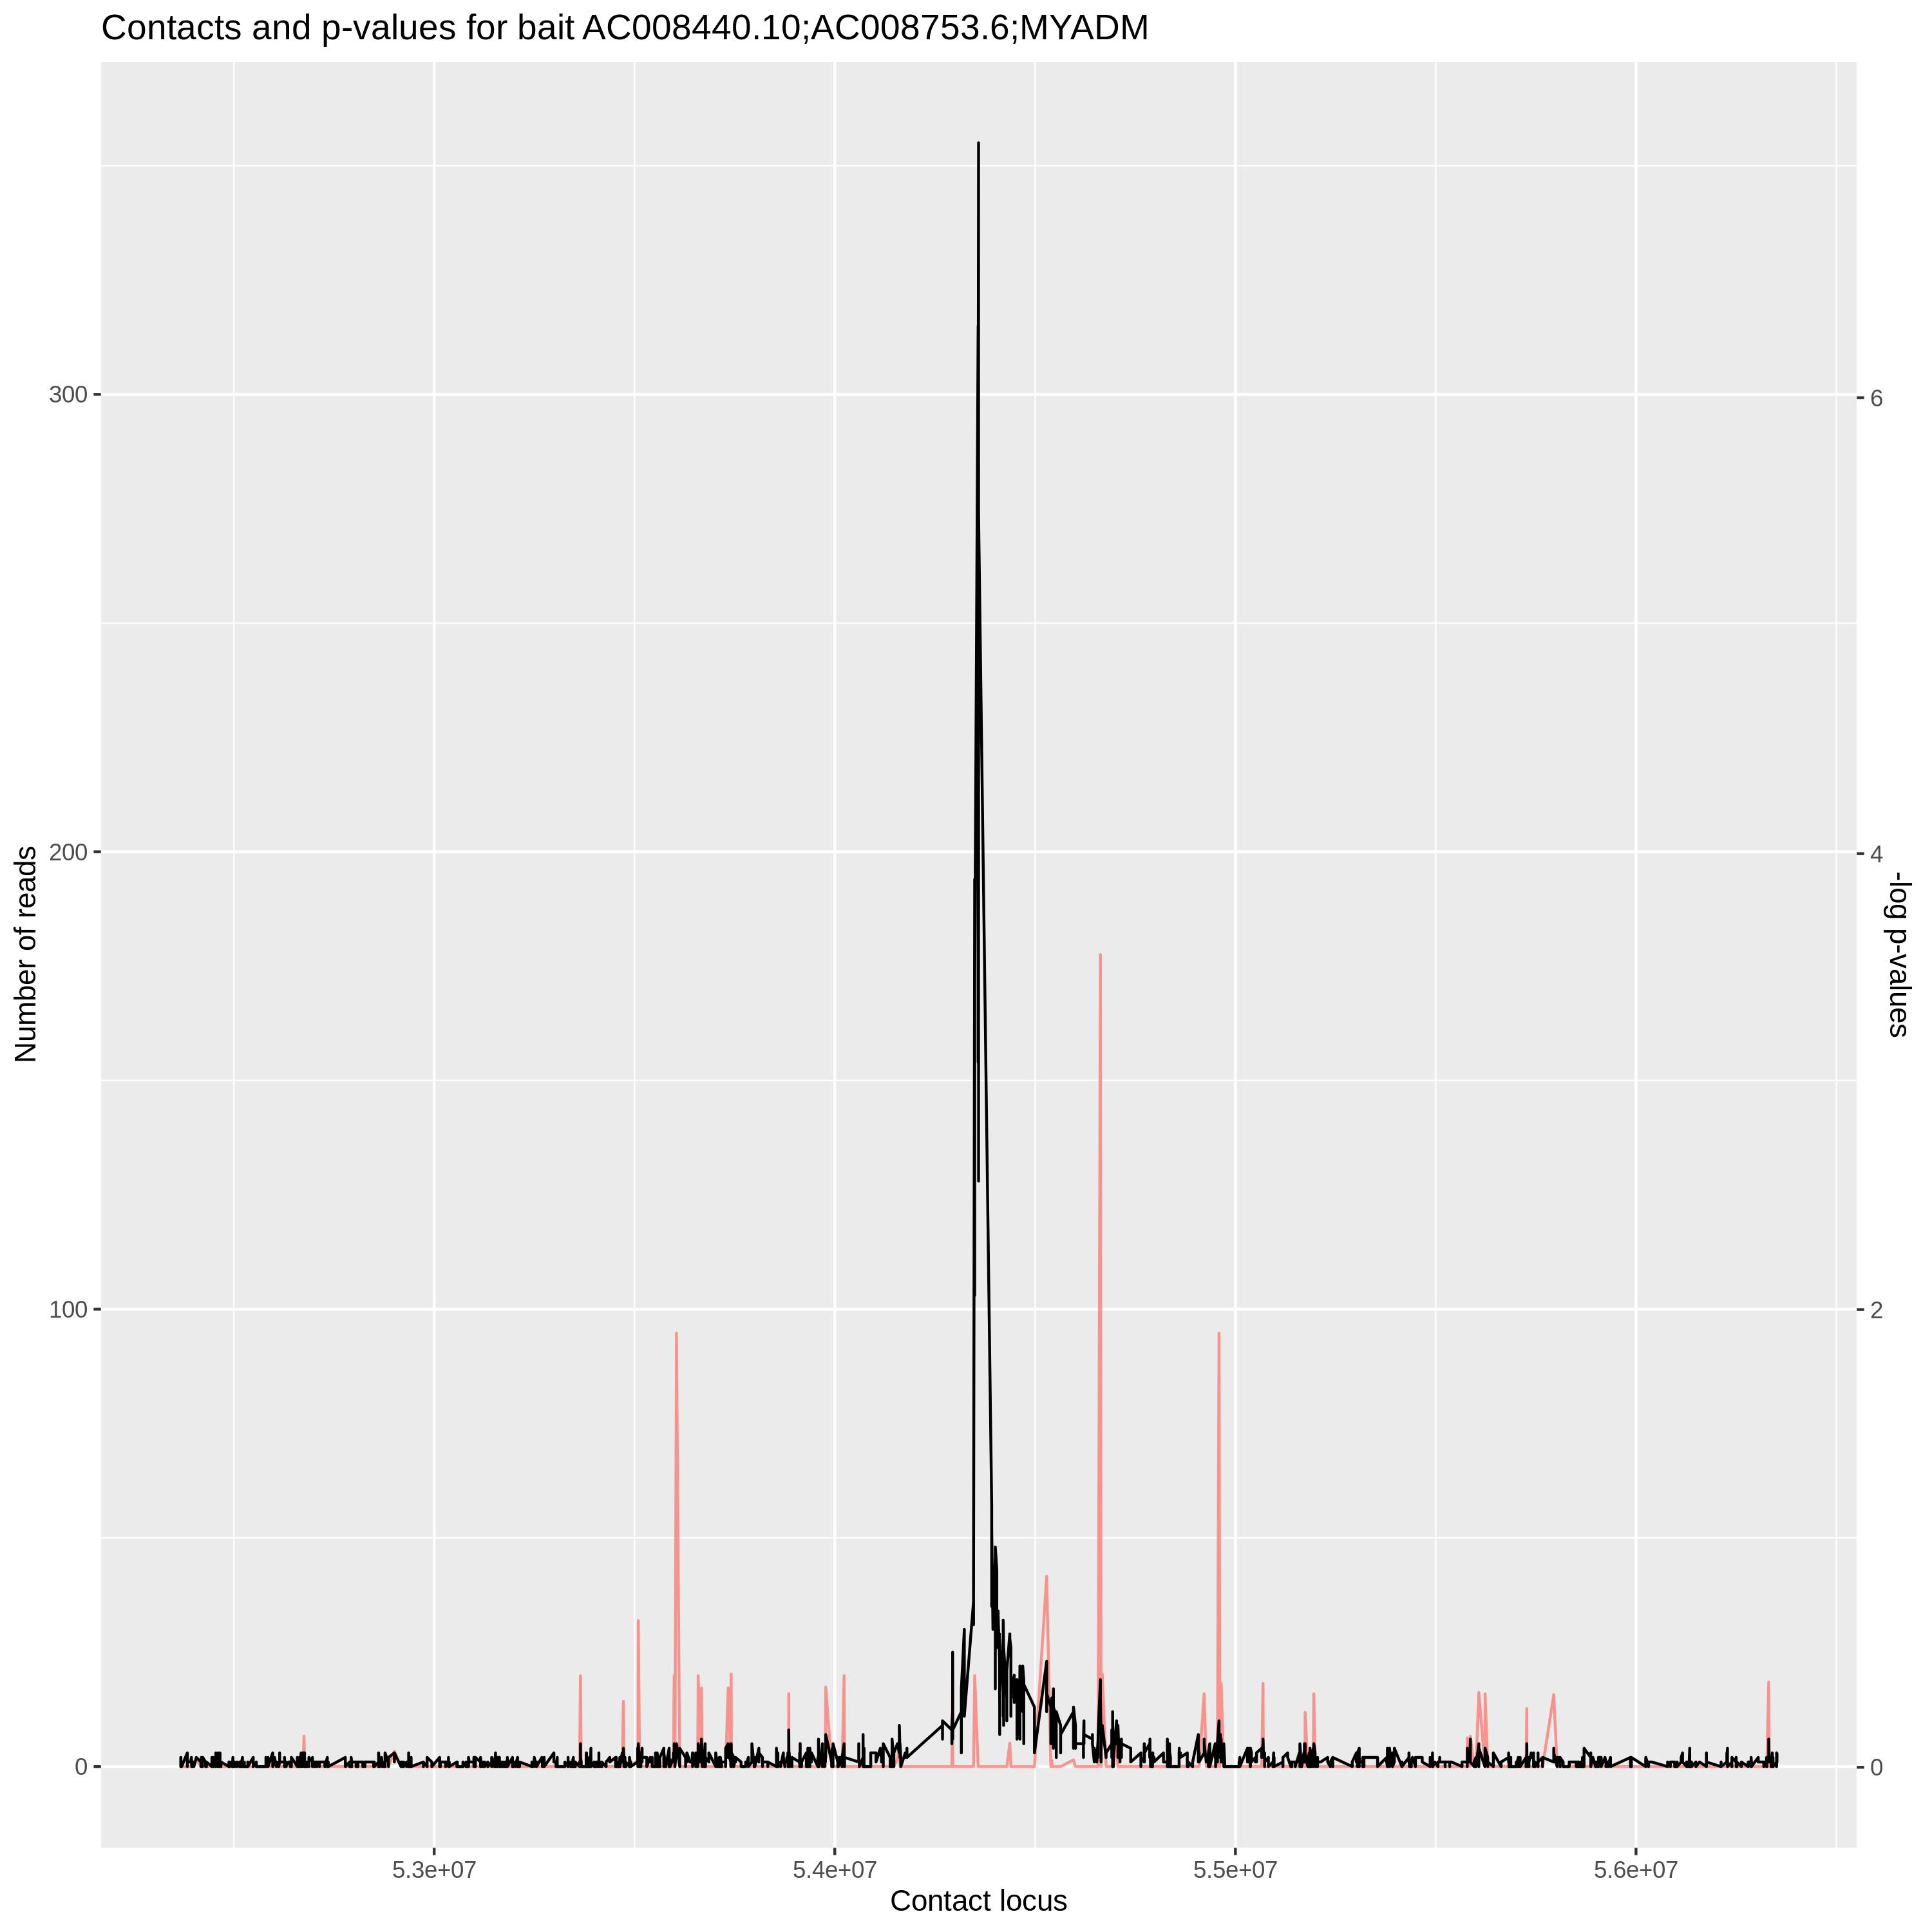 Contacts and p-values for bait AC008440.10;AC008753.6;MYADM
Number of reads
300
200
100
0
6
4
2
0
-log p-values
5.3e+07
5.4e+07
5.5e+07
5.6e+07
Contact locus